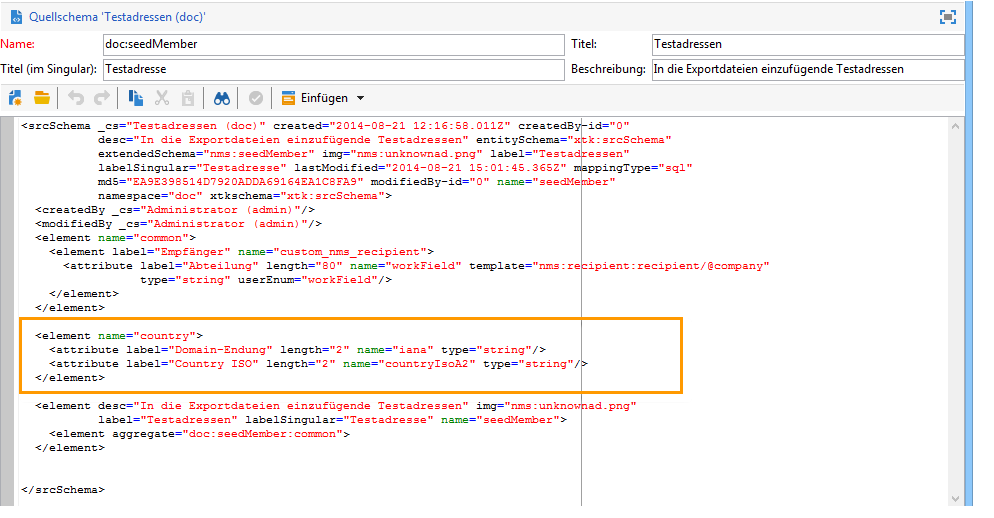 Quellschema 'Testadressen (doc)'
Name: doc:seedMember Titel: Testadressen
Titel (im Singular): Testadresse Beschreibung: In die Exportdateien einzufügende Testadressen
Einfügen
<srcSchema _cs="Testadressen (doc)" created="2014-08-21 12:16:58.011Z" createdBy-id="0"
desc="In die Exportdateien einzufügende Testadressen" entitySchema="xtk:srcSchema"
extendedSchema="nms:seedMember" img="nms:unknownad.png" label="Testadressen"
labelSingular="Testadresse" lastModified="2014-08-21 15:01:45.365Z" mappingType="sql"
md5="EA9E398514D7920ADDA69164EA1C8FA9" modifiedBy-id="0" name="seedMember"
namespace="doc" xtkschema="xtk:srcSchema">
<createdBy _cs="Administrator (admin)"/>
<modifiedBy _cs="Administrator (admin)"/>
<element name="common">
<element label="Empfänger" name="custom_nms_recipient">
<attribute label="Abteilung" length="80" name="workField" template="nms:recipient:recipient/@company"
type="string" userEnum="workField"/>
</element>
</element>
<element name="country">
<attribute label="Domain-Endung" length="2" name="iana" type="string"/>
<attribute label="Country ISO" length="2" name="countryIsoA2" type="string"/>
</element>
<element desc="In die Exportdateien einzufügende Testadressen" img="nms:unknownad.png"
label="Testadressen" labelSingular="Testadresse" name="seedMember">
<element aggregate="doc:seedMember:common">
</element>
</srcSchema>